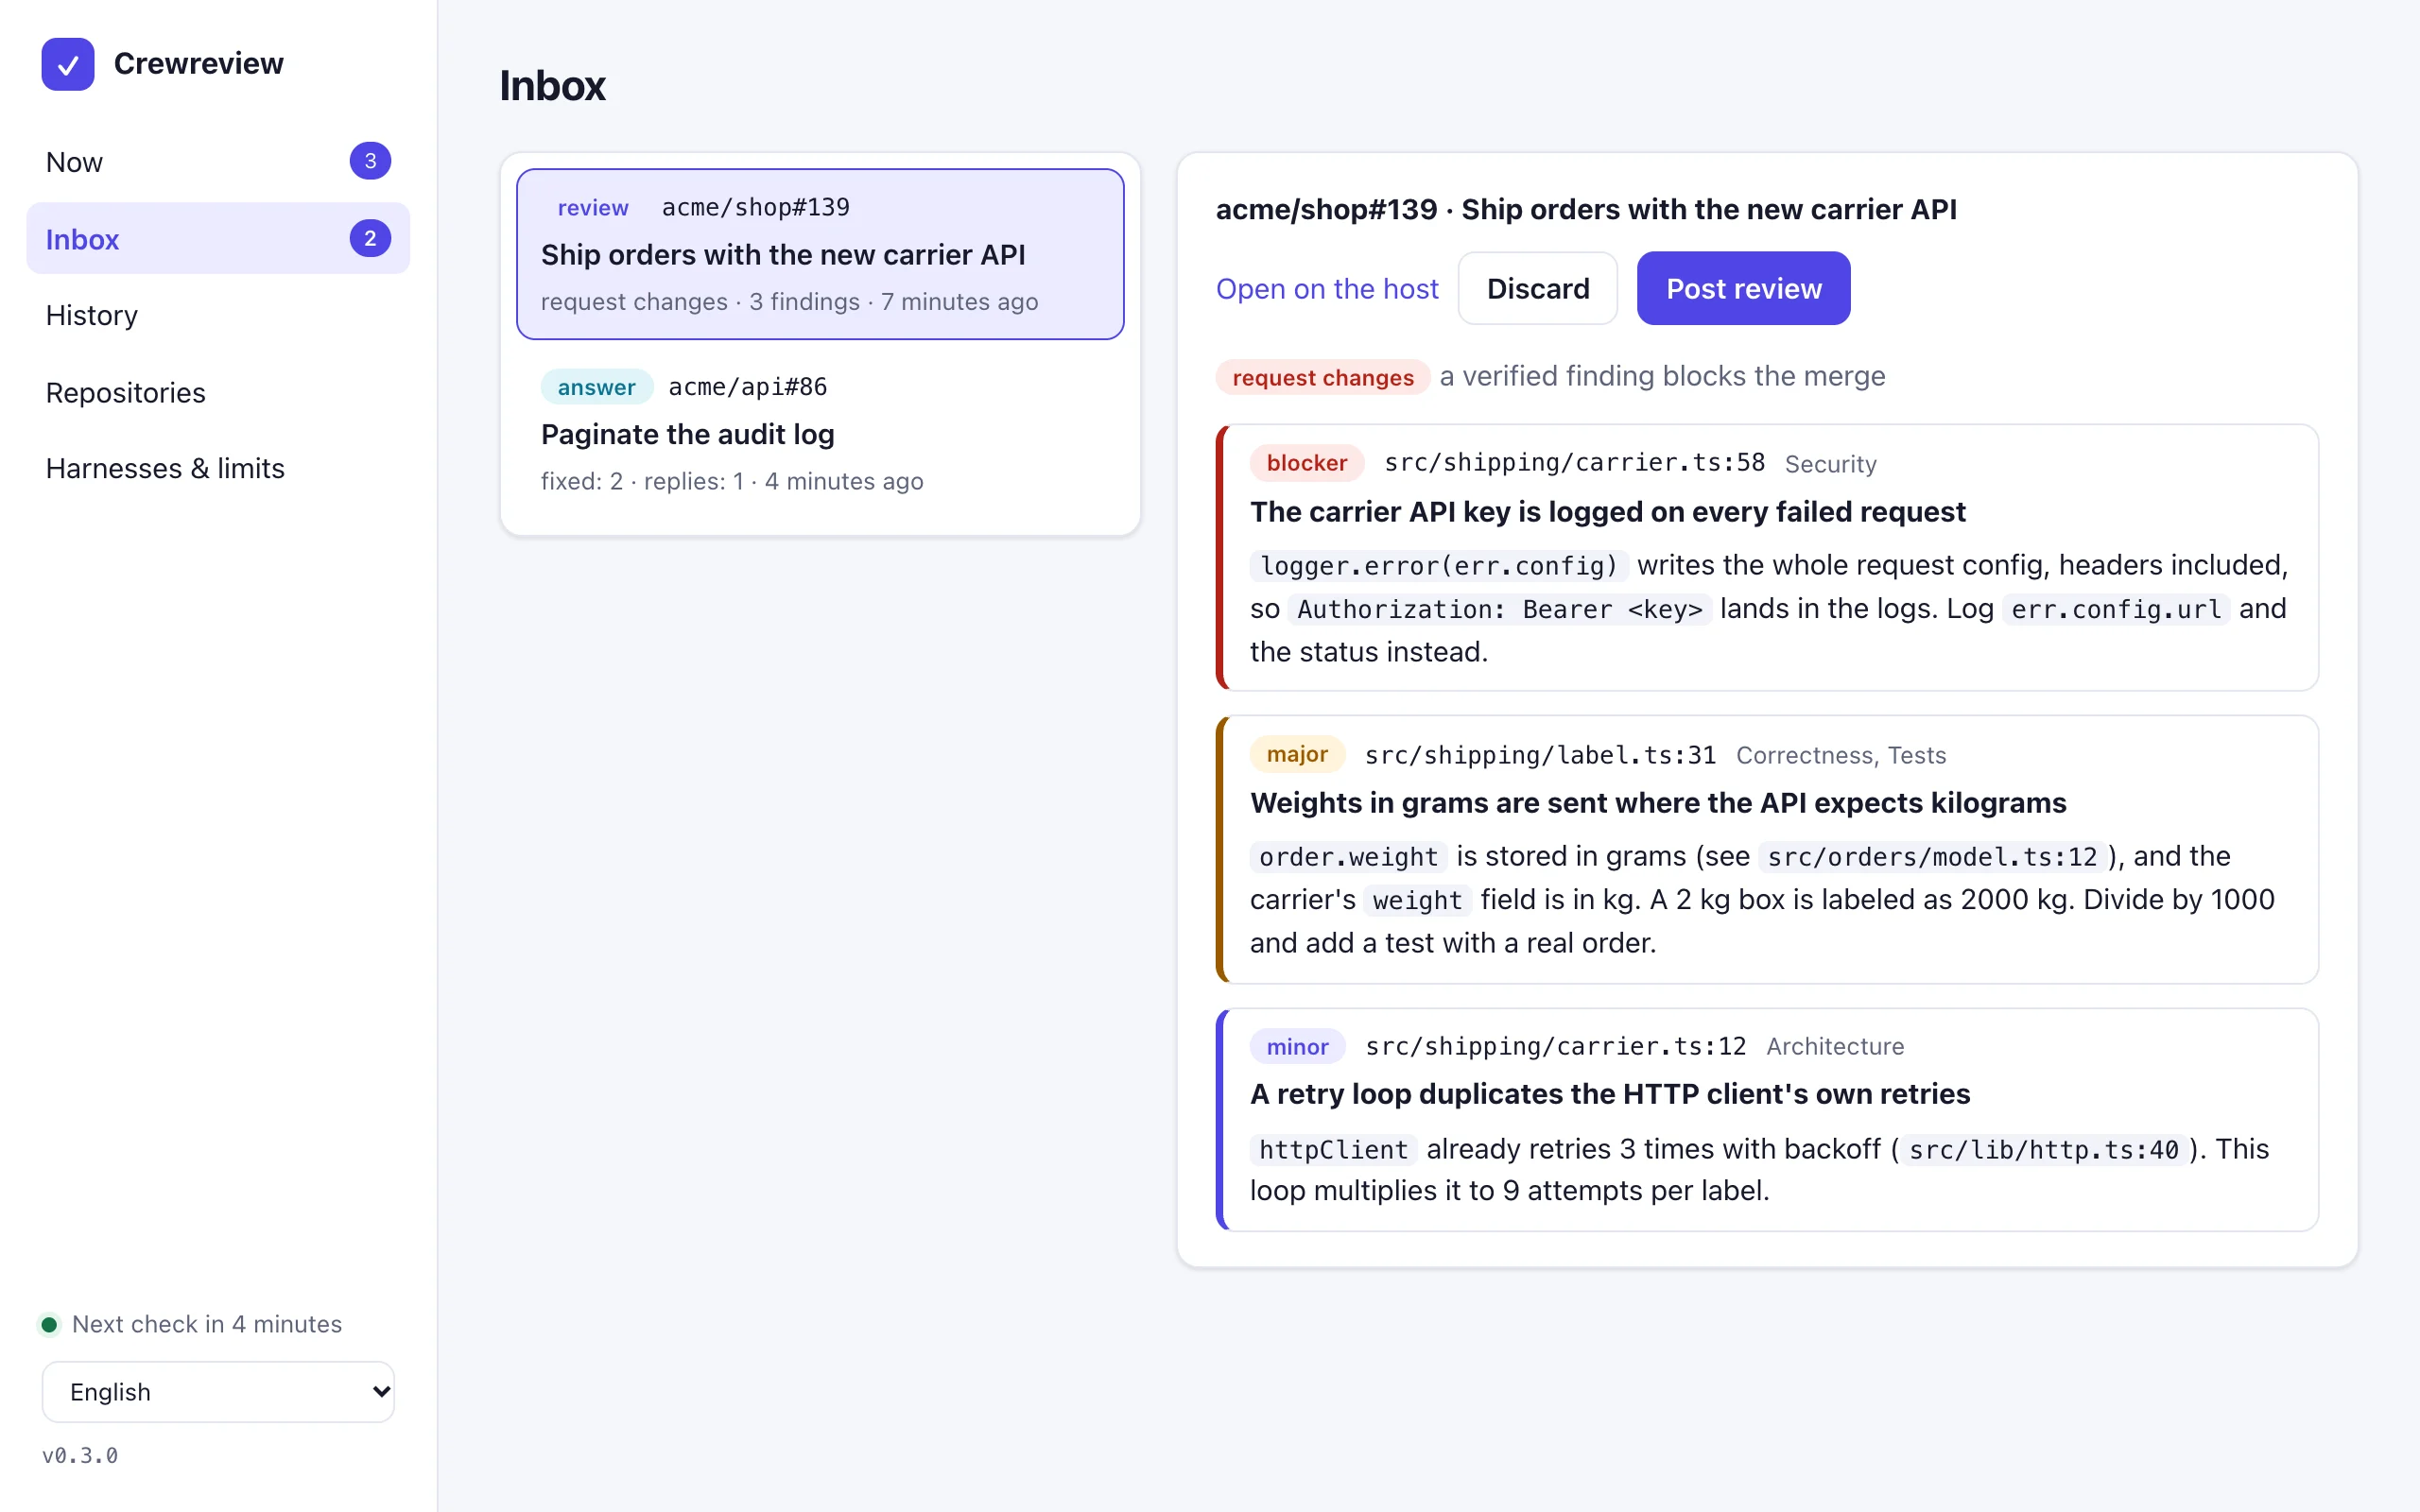 Crewreview
Now 3
Inbox 2
History
Repositories
Harnesses & limits
Next check in 4 minutes
English
v0.3.0
Inbox
review acme/shop#139
Ship orders with the new carrier API
request changes · 3 findings · 7 minutes ago
answer acme/api#86
Paginate the audit log
fixed: 2 · replies: 1 · 4 minutes ago
acme/shop#139 · Ship orders with the new carrier API
Open on the host Discard Post review
request changes a verified finding blocks the merge
blocker src/shipping/carrier.ts:58 Security
The carrier API key is logged on every failed request
logger.error(err.config) writes the whole request config, headers included,
so Authorization: Bearer <key> lands in the logs. Log err.config.url and
the status instead.
major src/shipping/label.ts:31 Correctness, Tests
Weights in grams are sent where the API expects kilograms
order.weight is stored in grams (see src/orders/model.ts:12), and the
carrier's weight field is in kg. A 2 kg box is labeled as 2000 kg. Divide by 1000
and add a test with a real order.
minor src/shipping/carrier.ts:12 Architecture
A retry loop duplicates the HTTP client's own retries
httpClient already retries 3 times with backoff (src/lib/http.ts:40). This
loop multiplies it to 9 attempts per label.